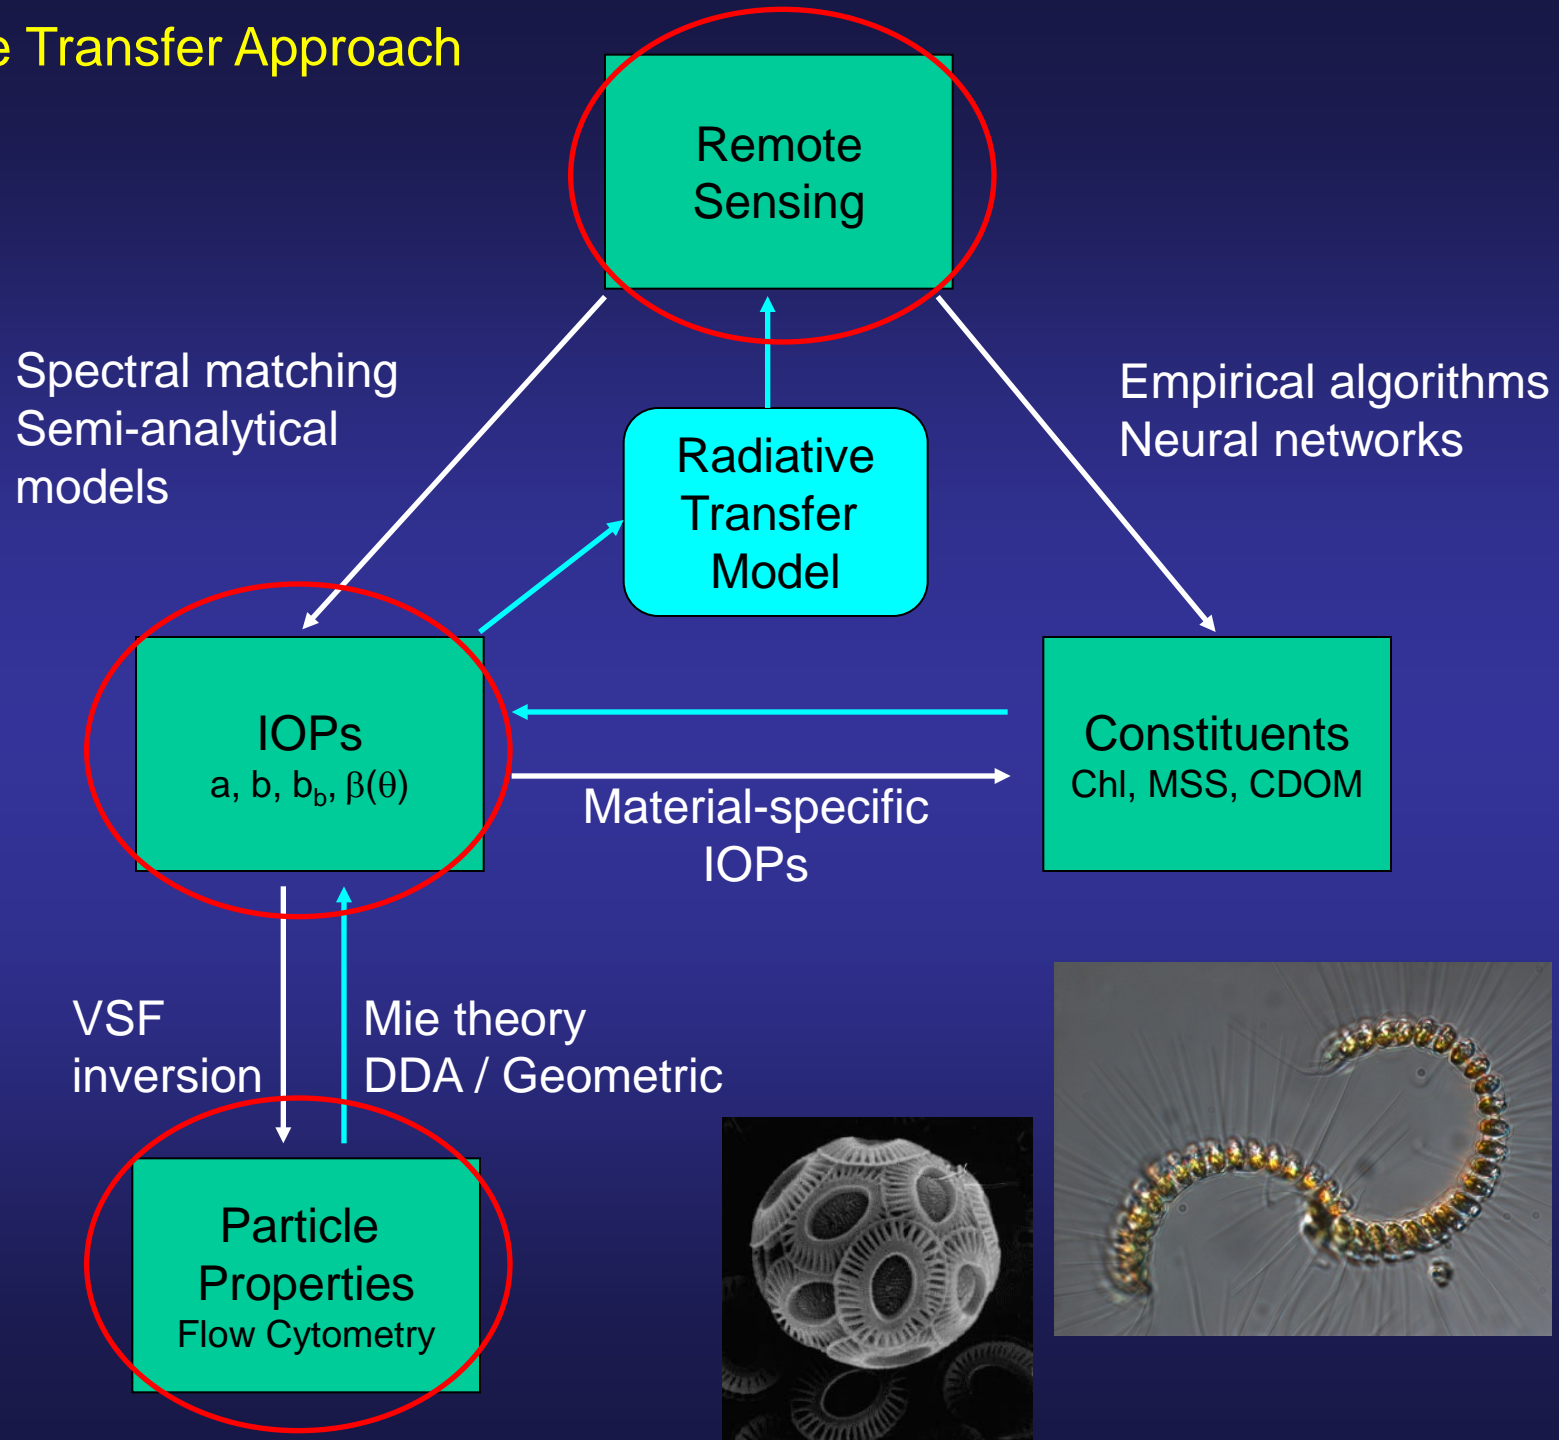 Transfer Approach
Remote
Sensing
Spectral matching
Semi-analytical
models
Empirical algorithms
Neural networks
Radiative
Transfer
Model
IOPs
a, b, b_b, β(θ)
Constituents
Chl, MSS, CDOM
Material-specific
IOPs
VSF
inversion
Mie theory
DDA / Geometric
Particle
Properties
Flow Cytometry